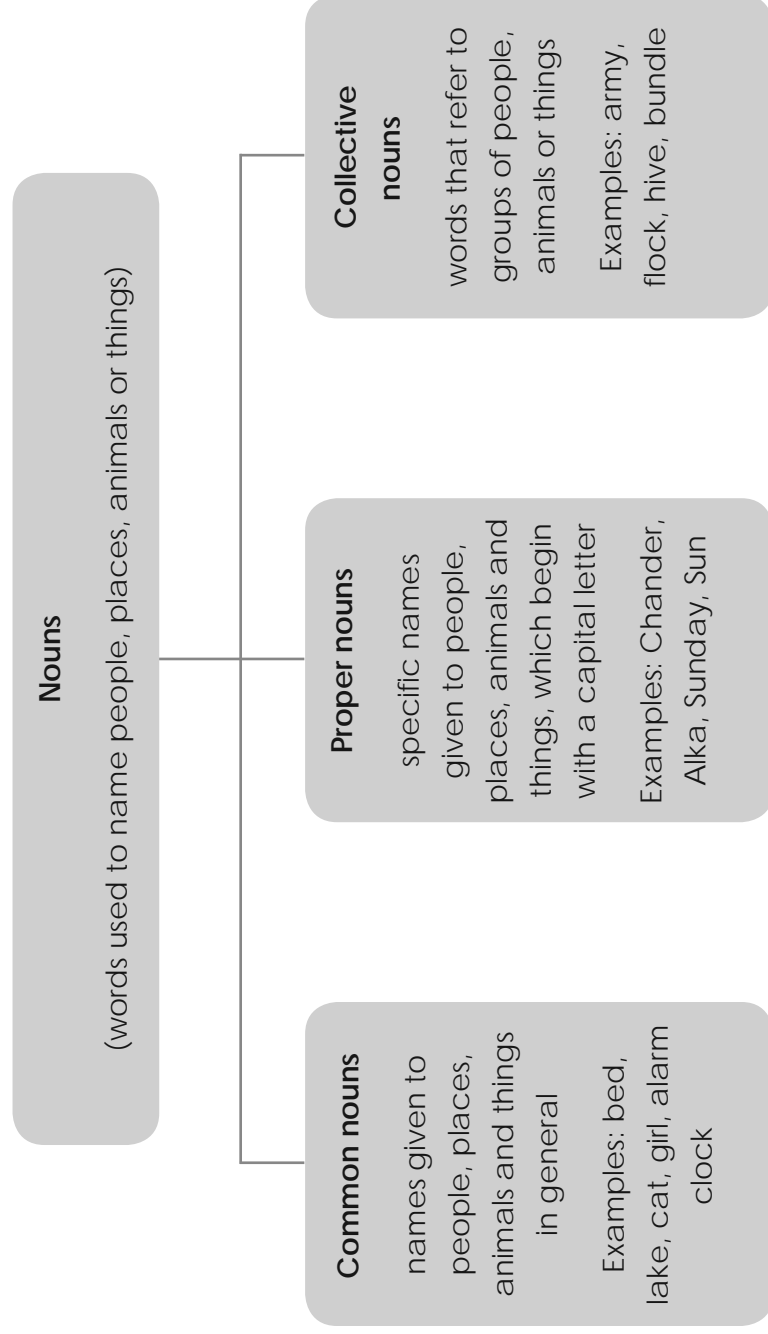 Nouns
(words used to name people, places, animals or things)
Common nouns
names given to
people, places,
animals and things
in general
Examples: bed,
lake, cat, girl, alarm
clock
Proper nouns
specific names
given to people,
places, animals and
things, which begin
with a capital letter
Examples: Chander,
Alka, Sunday, Sun
Collective
nouns
words that refer to
groups of people,
animals or things
Examples: army,
flock, hive, bundle